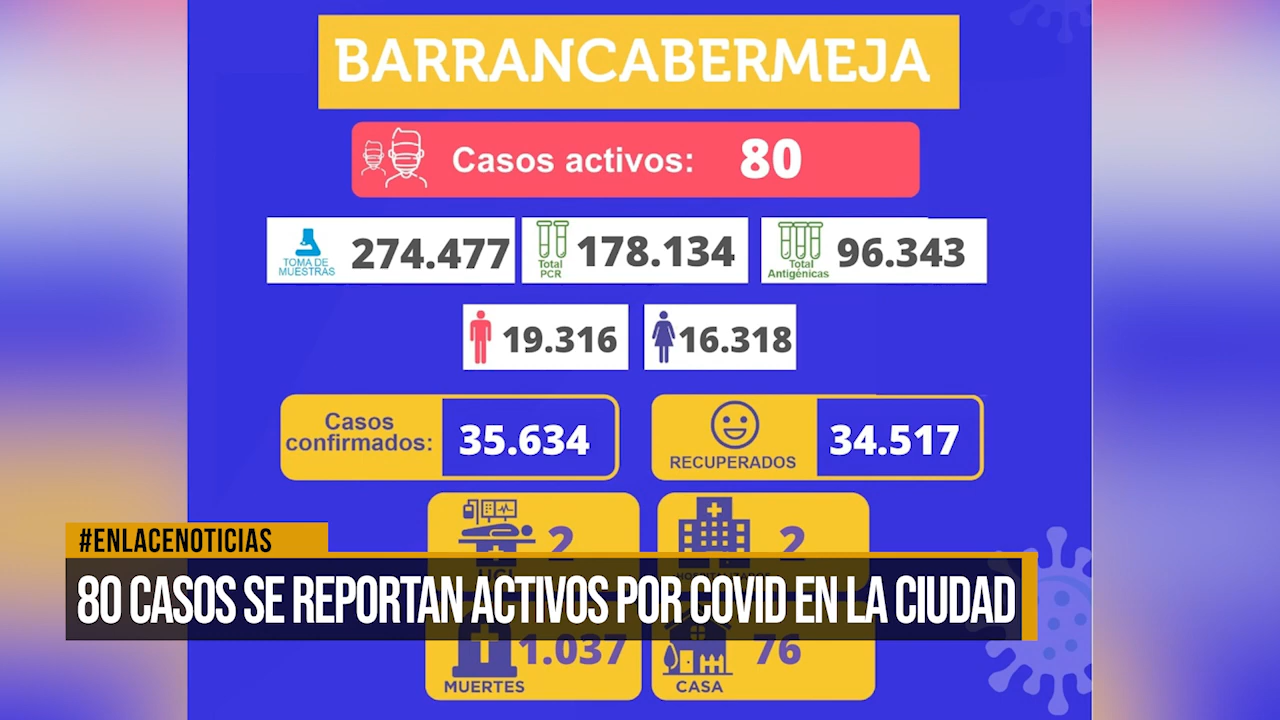 BARRANCABERMEJA
Casos activos: 80
TOMA DE
MUESTRAS
274.477
Total
PCR
178.134
Total
Antigénicas
96.343
19.316
16.318
Casos
confirmados:
35.634
RECUPERADOS
34.517
2
UCI
2
HOSPITALIZADOS
#ENLACENOTICIAS
80 CASOS SE REPORTAN ACTIVOS POR COVID EN LA CIUDAD
1.037
MUERTES
76
CASA